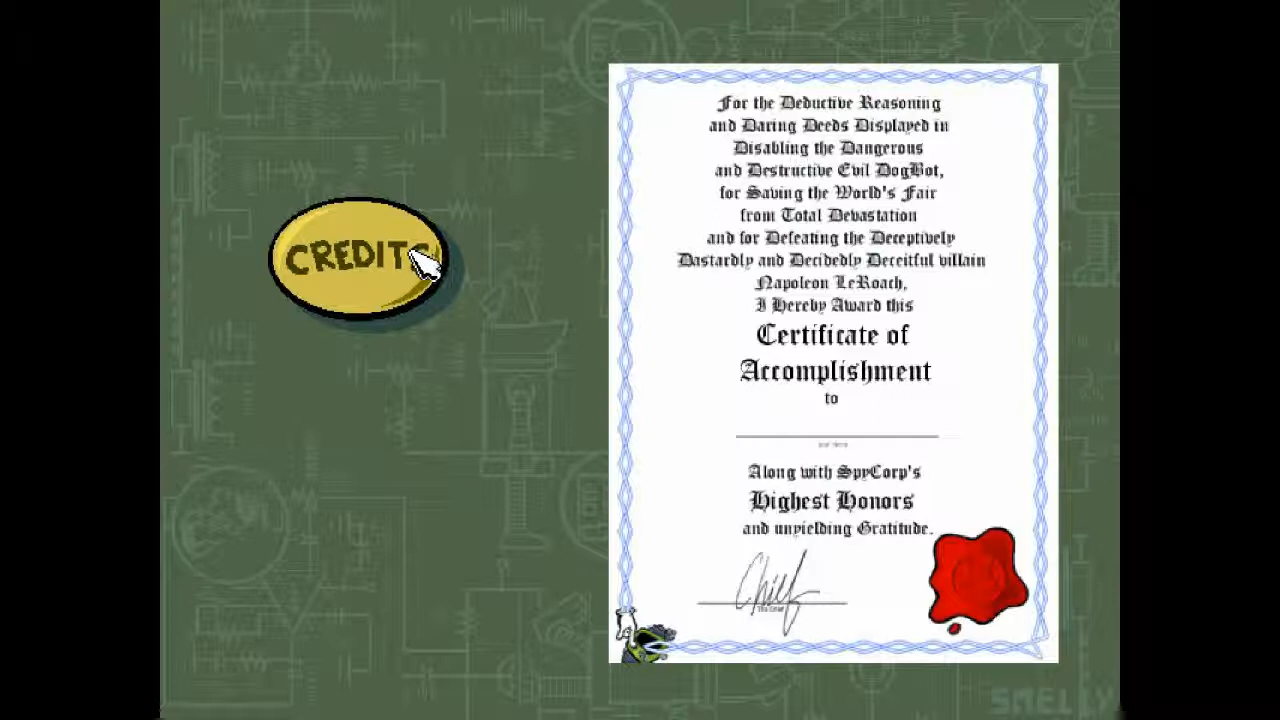 CREDITS
For the Deductive Reasoning
and Daring Deeds Displayed in
Disabling the Dangerous
and Destructive Evil DogBot,
for Saving the World's Fair
from Total Devastation
and for Defeating the Deceptively
Dastardly and Decidedly Deceitful villain
Napoleon LeRoach,
I Hereby Award this
Certificate of
Accomplishment
to
Along with SpyCorp's
Highest Honors
and unyielding Gratitude.
Chief
SMELLY